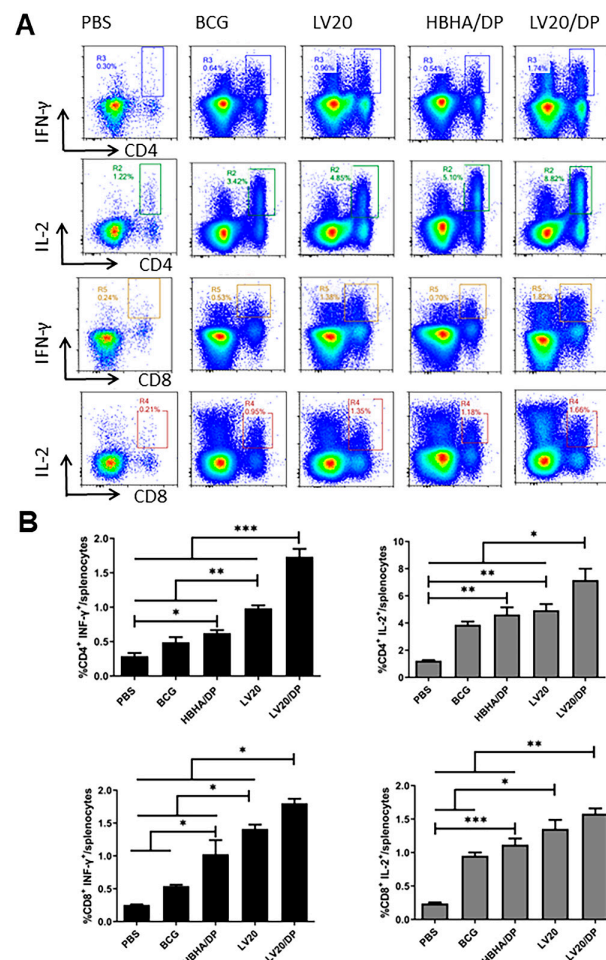 A
PBS BCG LV20 HBHA/DP LV20/DP
IFN-γ
R3 0.30%
R3 0.64%
R3 0.96%
R3 0.54%
R3 1.74%
CD4
IL-2
R2 1.22%
R2 3.42%
R2 4.85%
R2 5.10%
R2 8.82%
CD4
IFN-γ
R5 0.24%
R5 0.53%
R5 1.38%
R5 0.70%
R5 1.82%
CD8
IL-2
R4 0.21%
R4 0.95%
R4 1.35%
R4 1.18%
R4 1.66%
CD8
B
%CD4⁺ INF-γ⁺/splenocytes
2.0
1.5
1.0
0.5
0.0
***
**
*
PBS BCG HBHA/DP LV20 LV20/DP
%CD4⁺ IL-2⁺/splenocytes
10
8
6
4
2
0
*
**
**
PBS BCG HBHA/DP LV20 LV20/DP
%CD8⁺ INF-γ⁺/splenocytes
2.0
1.5
1.0
0.5
0.0
*
*
*
PBS BCG HBHA/DP LV20 LV20/DP
%CD8⁺ IL-2⁺/splenocytes
2.0
1.5
1.0
0.5
0.0
**
*
***
PBS BCG HBHA/DP LV20 LV20/DP